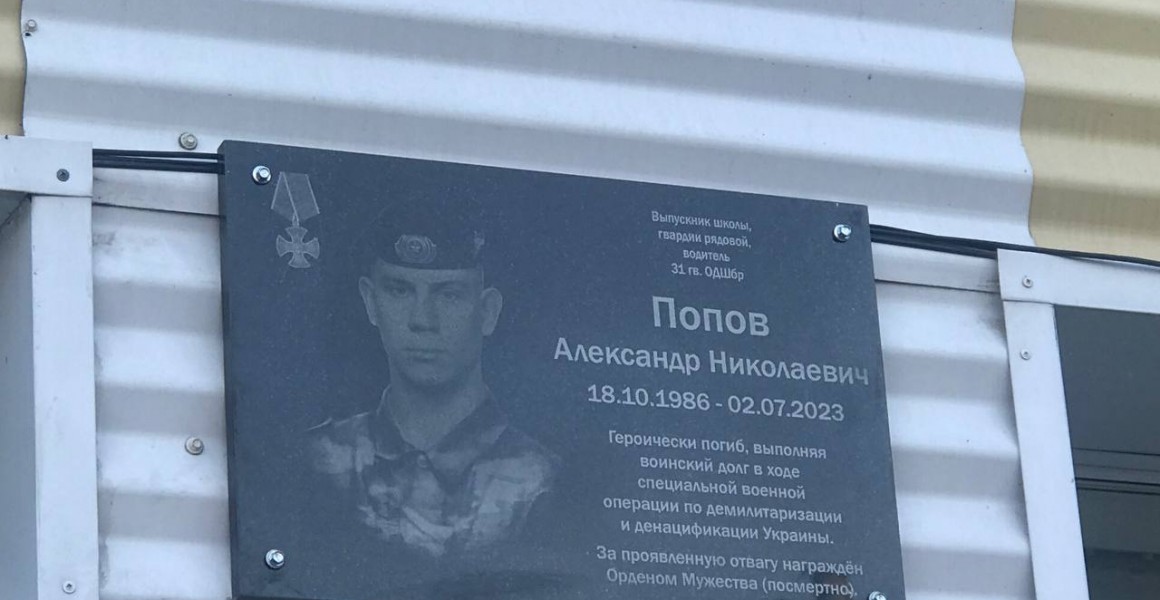 Выпускник школы,
гвардии рядовой,
водитель
31 гв. ОДШбр
Попов
Александр Николаевич
18.10.1986 - 02.07.2023
Героически погиб, выполняя
воинский долг в ходе
специальной военной
операции по демилитаризации
и денацификации Украины.
За проявленную отвагу награждён
Орденом Мужества (посмертно).